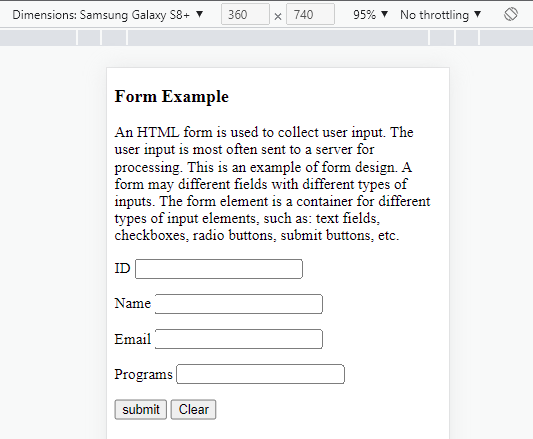 Dimensions: Samsung Galaxy S8+ ▼ 360 × 740 95% ▼ No throttling ▼
Form Example
An HTML form is used to collect user input. The
user input is most often sent to a server for
processing. This is an example of form design. A
form may different fields with different types of
inputs. The form element is a container for different
types of input elements, such as: text fields,
checkboxes, radio buttons, submit buttons, etc.
ID
Name
Email
Programs
submit Clear